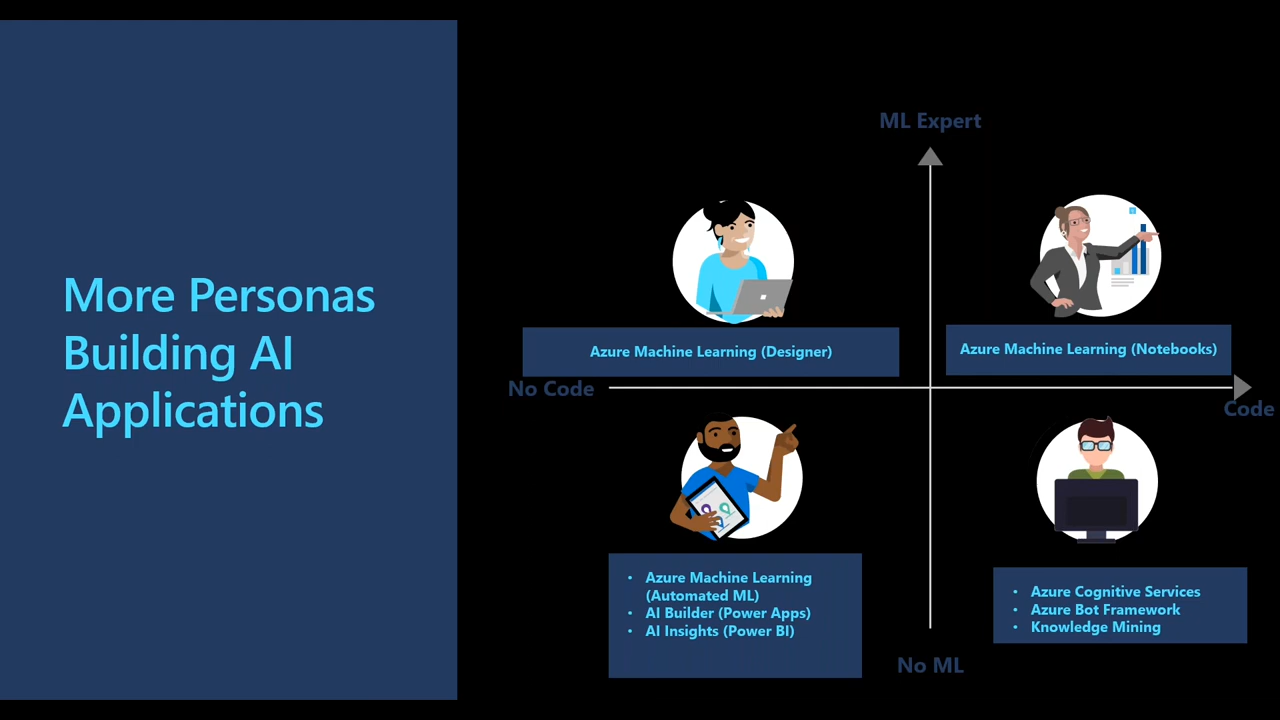 More Personas
Building AI
Applications
ML Expert
Azure Machine Learning (Designer)
Azure Machine Learning (Notebooks)
No Code
Code
• Azure Machine Learning
(Automated ML)
• AI Builder (Power Apps)
• AI Insights (Power BI)
• Azure Cognitive Services
• Azure Bot Framework
• Knowledge Mining
No ML